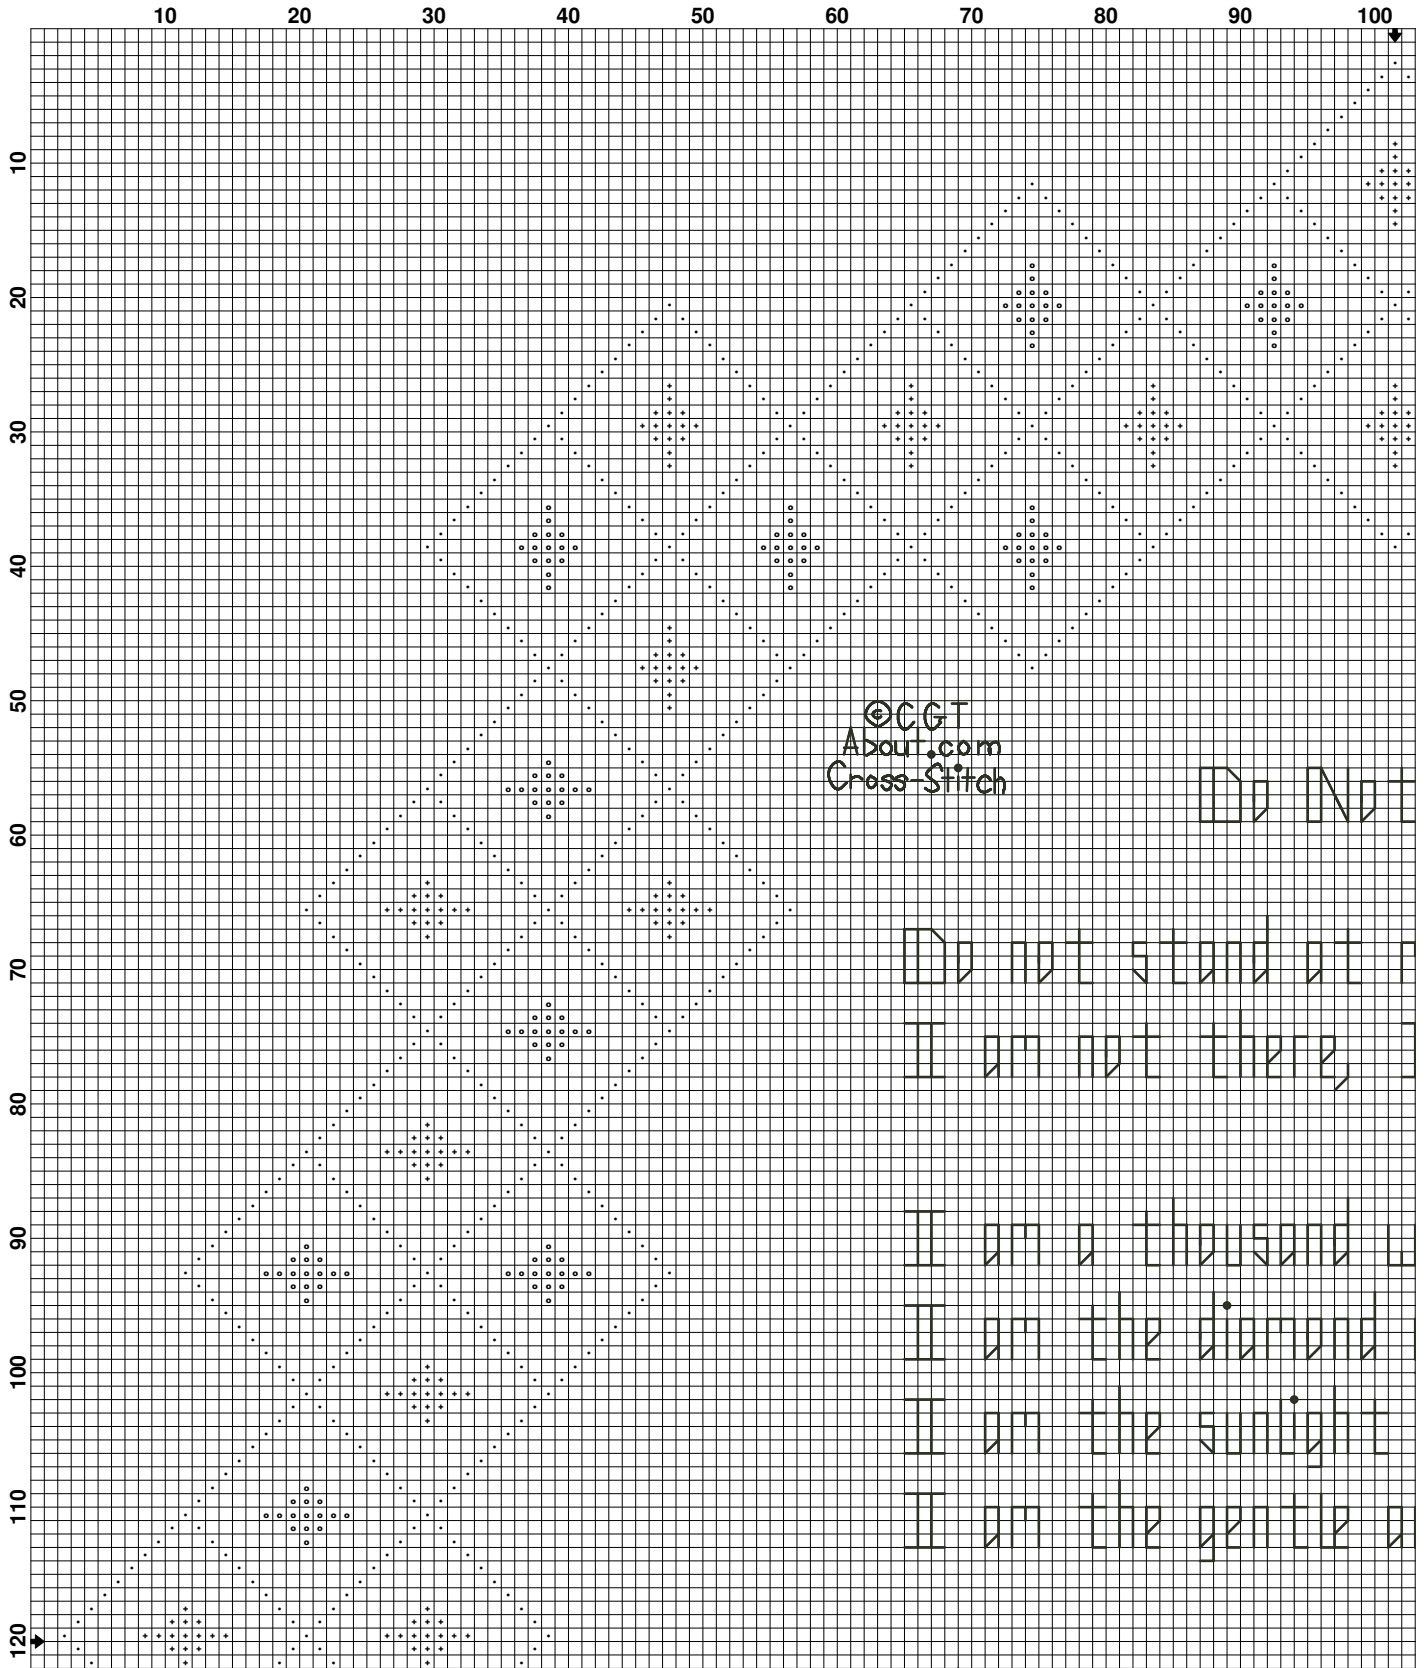 10 20 30 40 50 60 70 80 90 100
10
20
30
40
50
60
70
80
90
100
110
120
©CGT
About.com
Cross-Stitch
Do Not
Do not stand at
I am not there,
I am a thousand
I am the diamond
I am the sunlight
I am the gentle